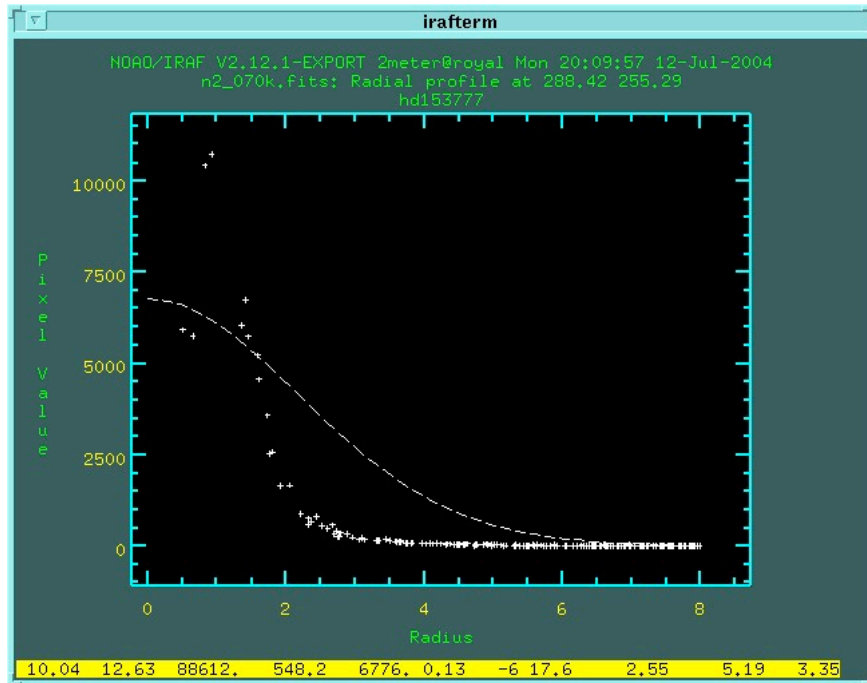 irafterm
NOAO/IRAF V2.12.1-EXPORT 2meter@royal Mon 20:09:57 12-Jul-2004
n2_070k.fits: Radial profile at 288.42 255.29
hd153777
10000
7500
5000
2500
0
Pixel Value
0 2 4 6 8
Radius
10.04 12.63 88612. 548.2 6776. 0.13 -6 17.6 2.55 5.19 3.35